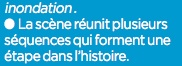 inondation.
● La scène réunit plusieurs
séquences qui forment une
étape dans l'histoire.